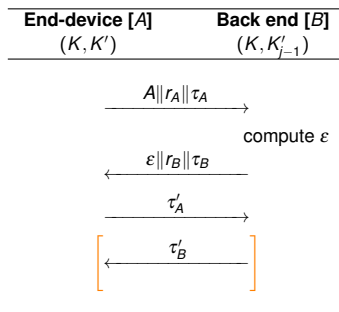 End-device [A] Back end [B]
(K, K′) (K, K′_{j−1})
A‖r_A‖τ_A
compute ε
ε‖r_B‖τ_B
τ′_A
τ′_B